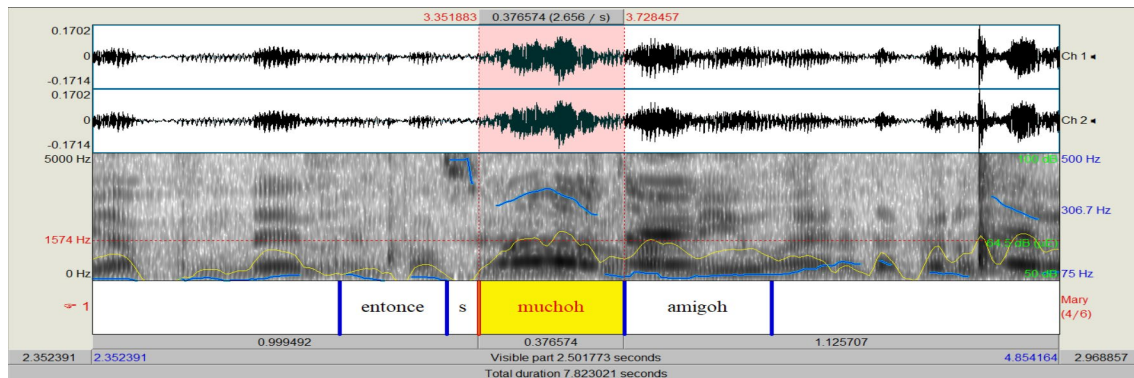 3.351883 0.376574 (2.656 / s) 3.728457
0.1702
0
-0.1714
Ch 1
0.1702
0
-0.1714
Ch 2
5000 Hz
500 Hz
306.7 Hz
1574 Hz
0 Hz
50 dB
75 Hz
1
entonce s muchoh amigoh
Mary
(4/6)
0.999492 0.376574 1.125707
2.352391 2.352391 Visible part 2.501773 seconds 4.854164 2.968857
Total duration 7.823021 seconds